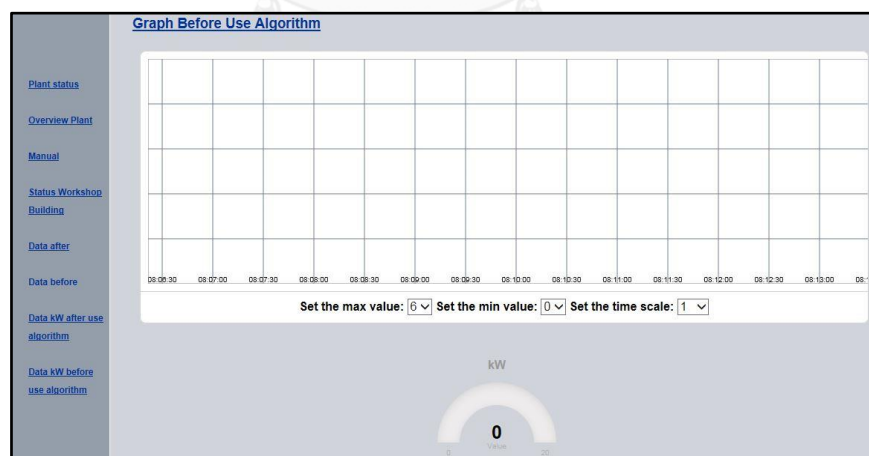 Graph Before Use Algorithm
Plant status
Overview Plant
Manual
Status Workshop
Building
Data after
Data before
Data kW after use
algorithm
Data kW before
use algorithm
08:06:30 08:07:00 08:07:30 08:08:00 08:08:30 08:09:00 08:09:30 08:10:00 08:10:30 08:11:00 08:11:30 08:12:00 08:12:30 08:13:00
Set the max value: 6 Set the min value: 0 Set the time scale: 1
kW
0
Value
0 20